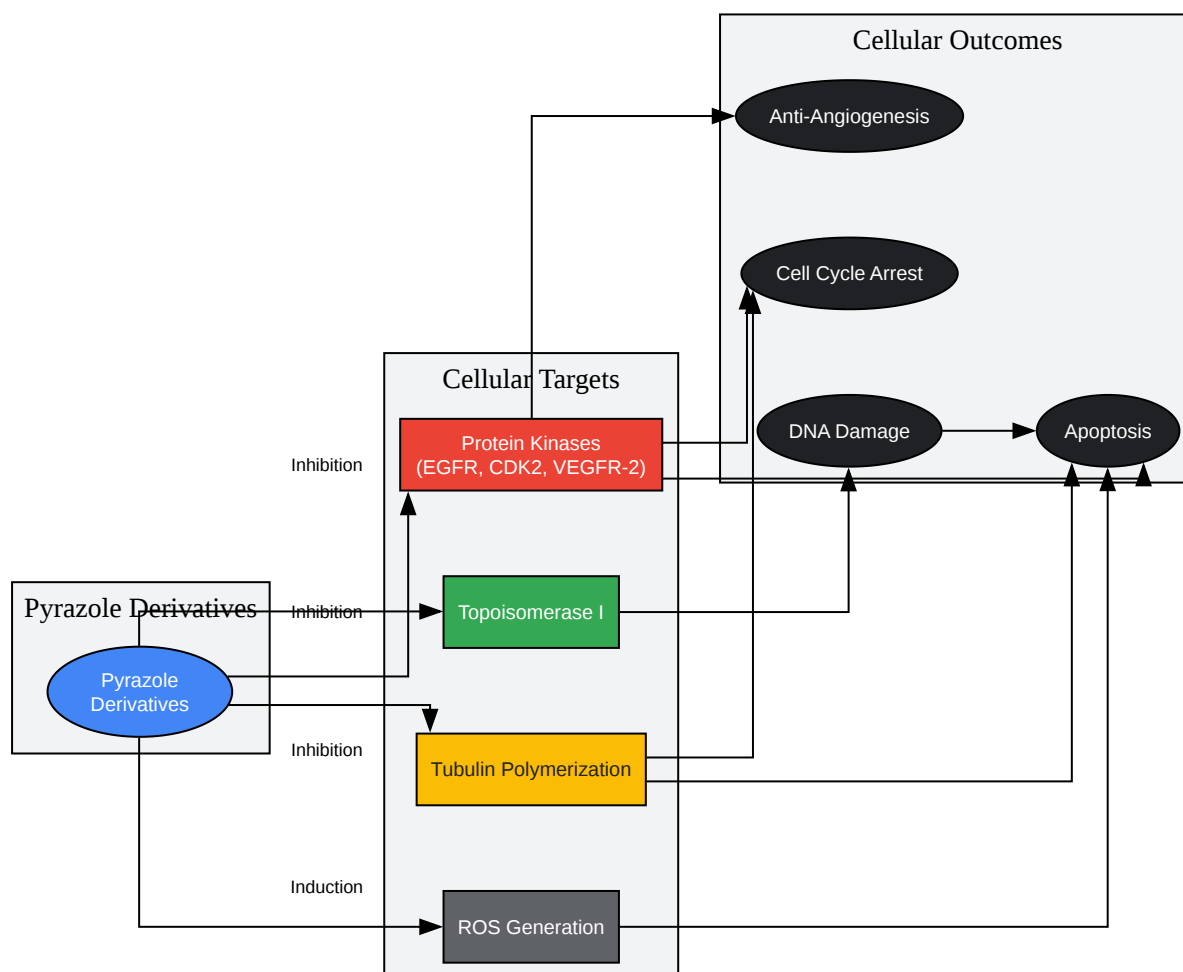 Cellular Outcomes
Anti-Angiogenesis
Cell Cycle Arrest
Cellular Targets
DNA Damage
Apoptosis
Protein Kinases
(EGFR, CDK2, VEGFR-2)
Inhibition
Pyrazole Derivatives
Inhibition
Topoisomerase I
Pyrazole
Derivatives
Inhibition
Tubulin Polymerization
Induction
ROS Generation